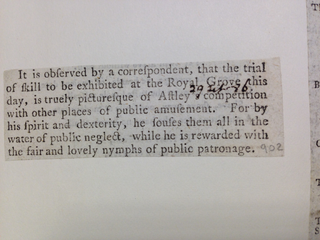 It is obſerved by a correſpondent, that the trial
of ſkill to be exhibited at the Royal Grove this
day, is truely pictureſque of Aſtley's competition
with other places of public amuſement. For by
his ſpirit and dexterity, he ſouſes them all in the
water of public neglect, while he is rewarded with
the fair and lovely nymphs of public patronage.
902